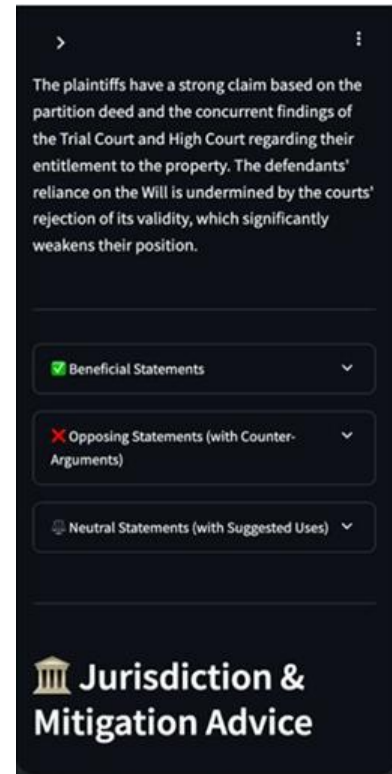 The plaintiffs have a strong claim based on the
partition deed and the concurrent findings of
the Trial Court and High Court regarding their
entitlement to the property. The defendants'
reliance on the Will is undermined by the courts'
rejection of its validity, which significantly
weakens their position.
Beneficial Statements
Opposing Statements (with Counter-
Arguments)
Neutral Statements (with Suggested Uses)
Jurisdiction &
Mitigation Advice